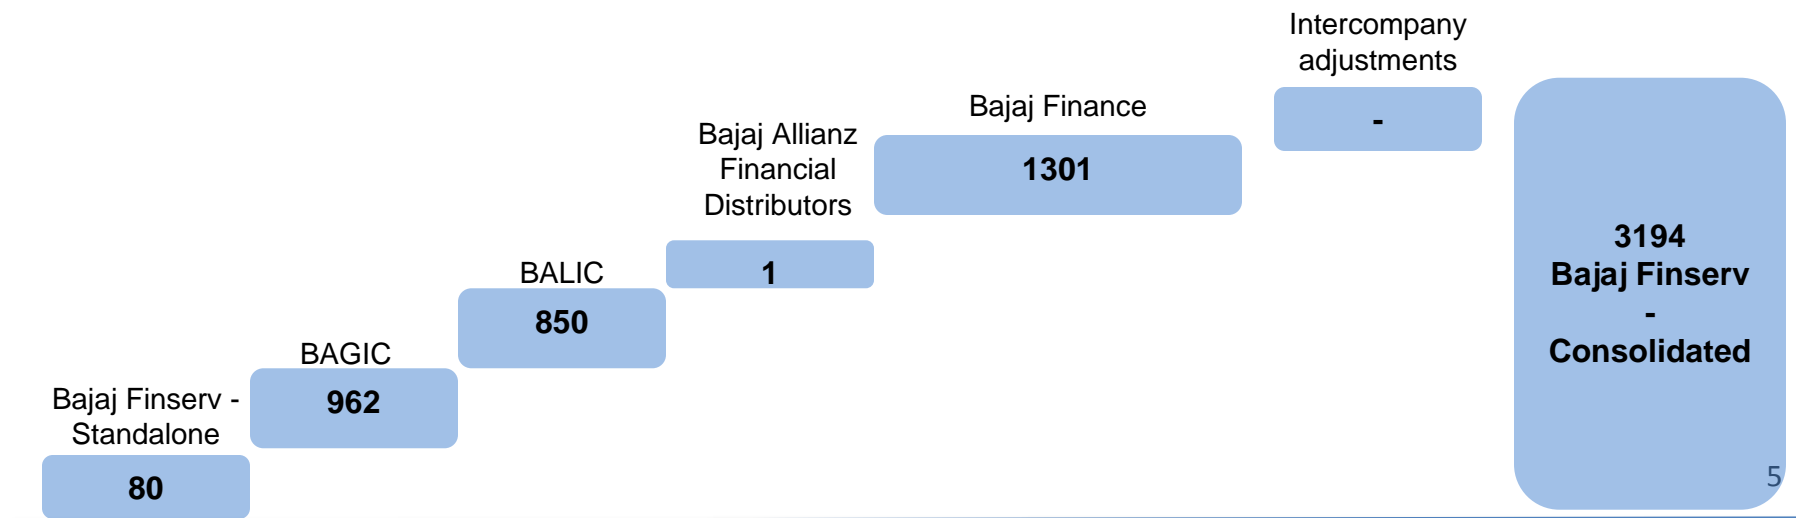 Intercompany
adjustments
-
Bajaj Finance
1301
Bajaj Allianz
Financial
Distributors
1
BALIC
850
BAGIC
962
Bajaj Finserv -
Standalone
80
3194
Bajaj Finserv
-
Consolidated
5